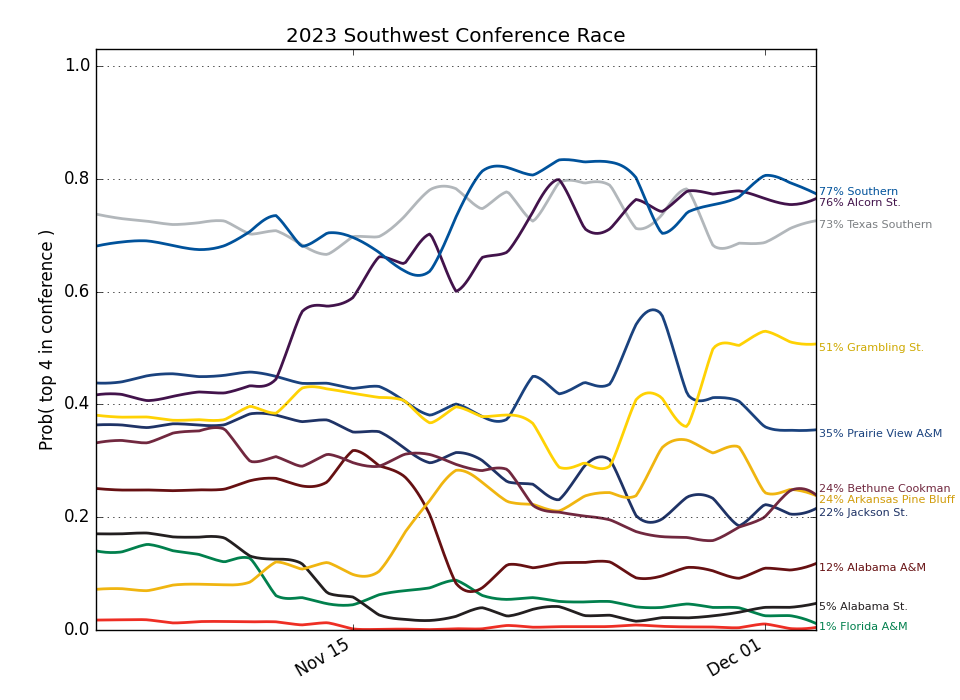 2023 Southwest Conference Race
Prob( top 4 in conference )
1.0
0.8
0.6
0.4
0.2
0.0
Nov 15
Dec 01
77% Southern
76% Alcorn St.
73% Texas Southern
51% Grambling St.
35% Prairie View A&M
24% Bethune Cookman
24% Arkansas Pine Bluff
22% Jackson St.
12% Alabama A&M
5% Alabama St.
1% Florida A&M